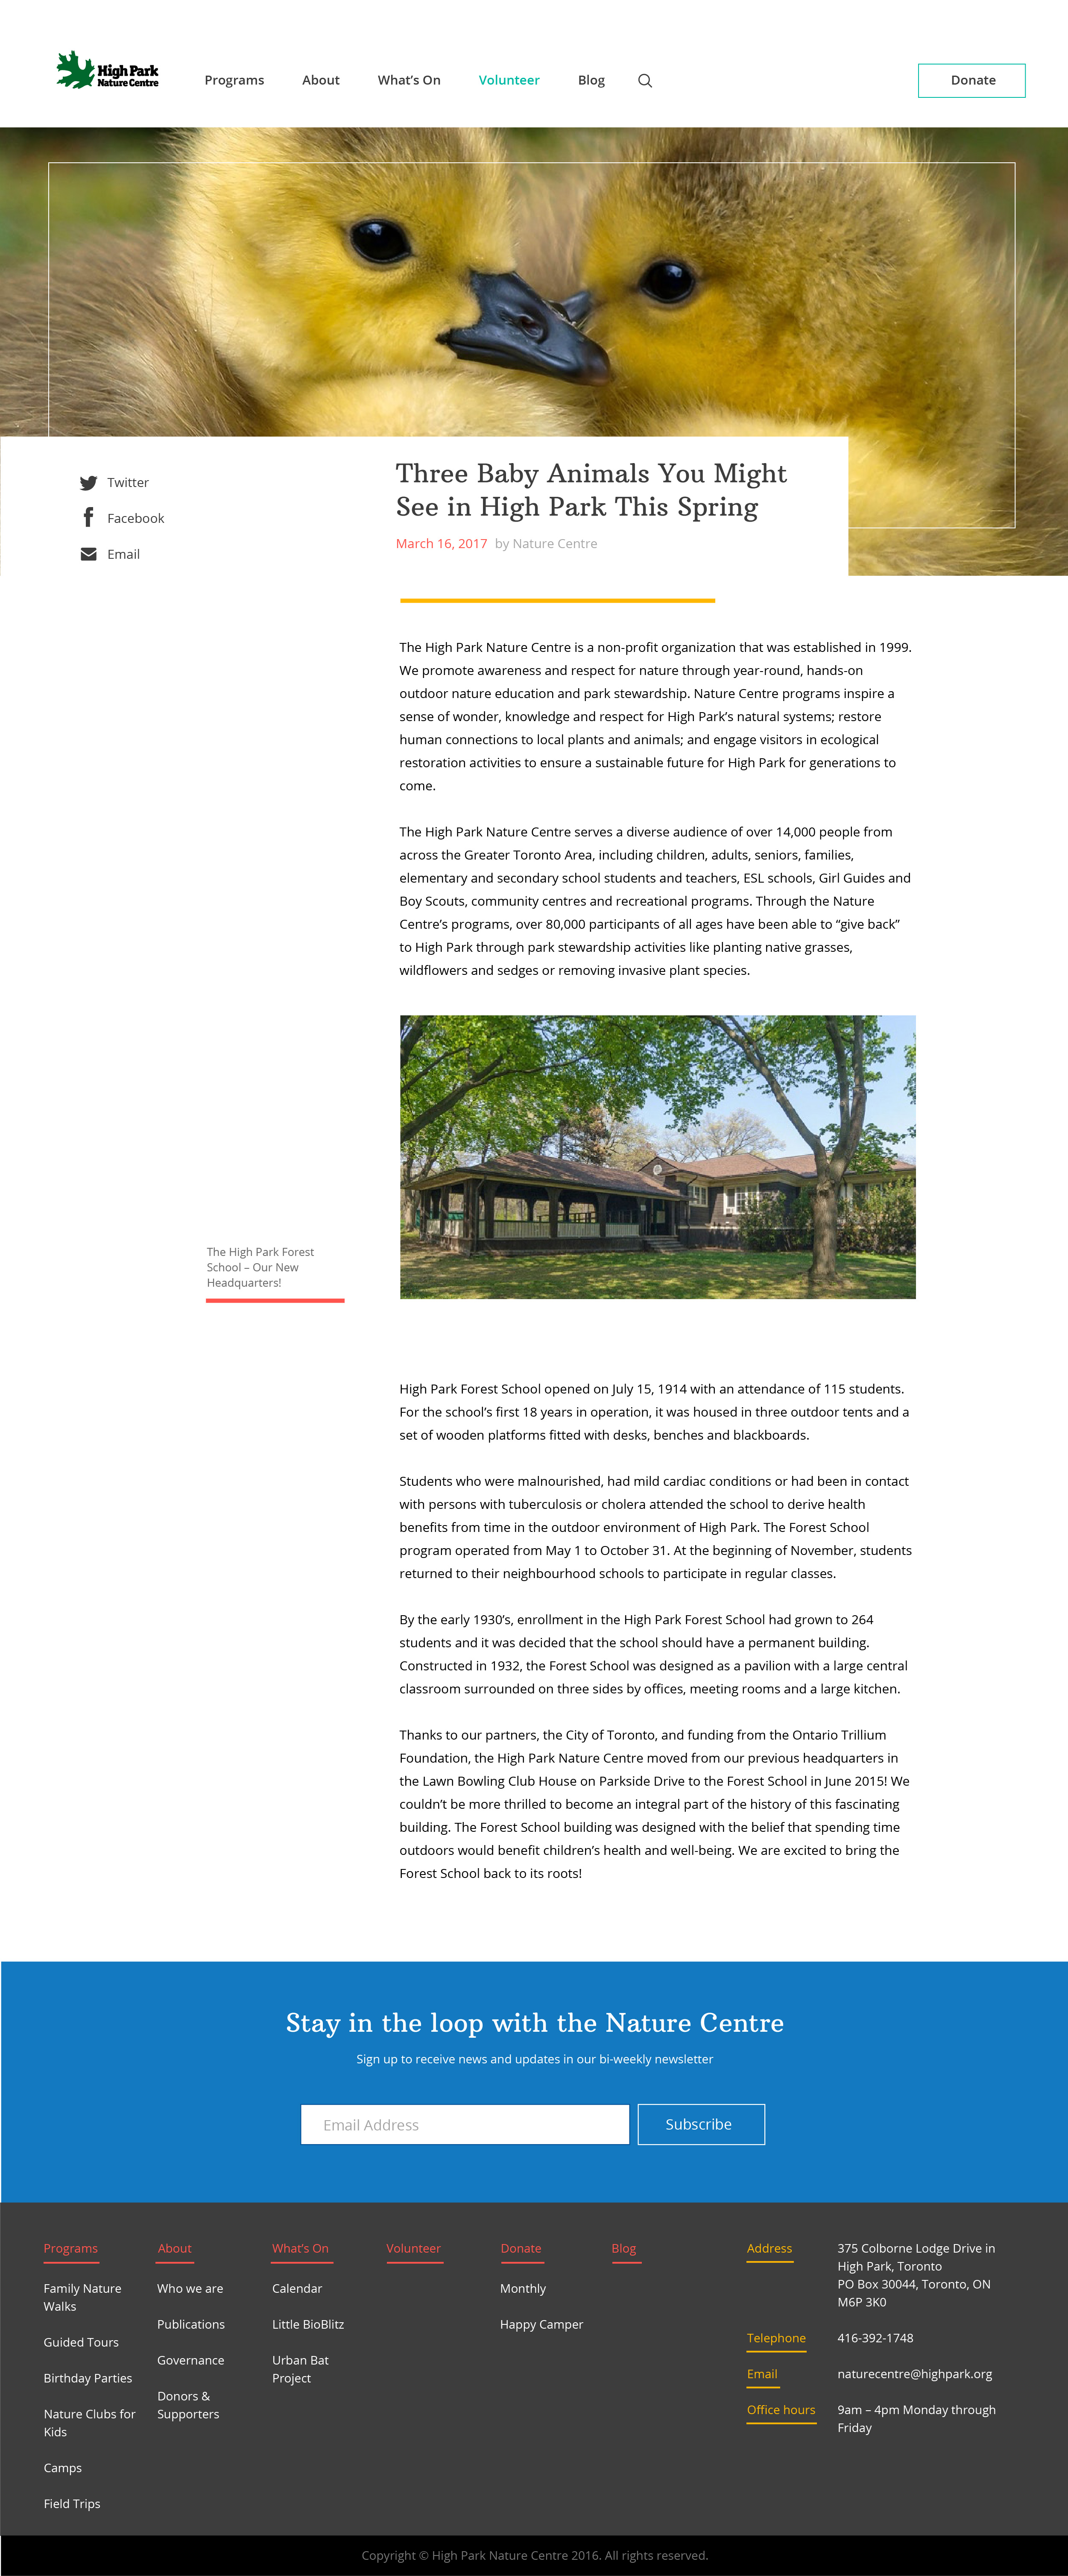 High Park
Nature Centre
Programs
About
What's On
Volunteer
Blog
Donate
Twitter
Facebook
Email
Three Baby Animals You Might
See in High Park This Spring
March 16, 2017 by Nature Centre
The High Park Nature Centre is a non-profit organization that was established in 1999.
We promote awareness and respect for nature through year-round, hands-on
outdoor nature education and park stewardship. Nature Centre programs inspire a
sense of wonder, knowledge and respect for High Park's natural systems; restore
human connections to local plants and animals; and engage visitors in ecological
restoration activities to ensure a sustainable future for High Park for generations to
come.
The High Park Nature Centre serves a diverse audience of over 14,000 people from
across the Greater Toronto Area, including children, adults, seniors, families,
elementary and secondary school students and teachers, ESL schools, Girl Guides and
Boy Scouts, community centres and recreational programs. Through the Nature
Centre's programs, over 80,000 participants of all ages have been able to “give back”
to High Park through park stewardship activities like planting native grasses,
wildflowers and sedges or removing invasive plant species.
The High Park Forest
School – Our New
Headquarters!
High Park Forest School opened on July 15, 1914 with an attendance of 115 students.
For the school's first 18 years in operation, it was housed in three outdoor tents and a
set of wooden platforms fitted with desks, benches and blackboards.
Students who were malnourished, had mild cardiac conditions or had been in contact
with persons with tuberculosis or cholera attended the school to derive health
benefits from time in the outdoor environment of High Park. The Forest School
program operated from May 1 to October 31. At the beginning of November, students
returned to their neighbourhood schools to participate in regular classes.
By the early 1930's, enrollment in the High Park Forest School had grown to 264
students and it was decided that the school should have a permanent building.
Constructed in 1932, the Forest School was designed as a pavilion with a large central
classroom surrounded on three sides by offices, meeting rooms and a large kitchen.
Thanks to our partners, the City of Toronto, and funding from the Ontario Trillium
Foundation, the High Park Nature Centre moved from our previous headquarters in
the Lawn Bowling Club House on Parkside Drive to the Forest School in June 2015! We
couldn't be more thrilled to become an integral part of the history of this fascinating
building. The Forest School building was designed with the belief that spending time
outdoors would benefit children's health and well-being. We are excited to bring the
Forest School back to its roots!
Stay in the loop with the Nature Centre
Sign up to receive news and updates in our bi-weekly newsletter
Email Address
Subscribe
Programs
Family Nature
Walks
Guided Tours
Birthday Parties
Nature Clubs for
Kids
Camps
Field Trips
About
Who we are
Publications
Governance
Donors &
Supporters
What's On
Calendar
Little BioBlitz
Urban Bat
Project
Volunteer
Donate
Monthly
Happy Camper
Blog
Address
375 Colborne Lodge Drive in
High Park, Toronto
PO Box 30044, Toronto, ON
M6P 3K0
Telephone
416-392-1748
Email
naturecentre@highpark.org
Office hours
9am – 4pm Monday through
Friday
Copyright © High Park Nature Centre 2016. All rights reserved.